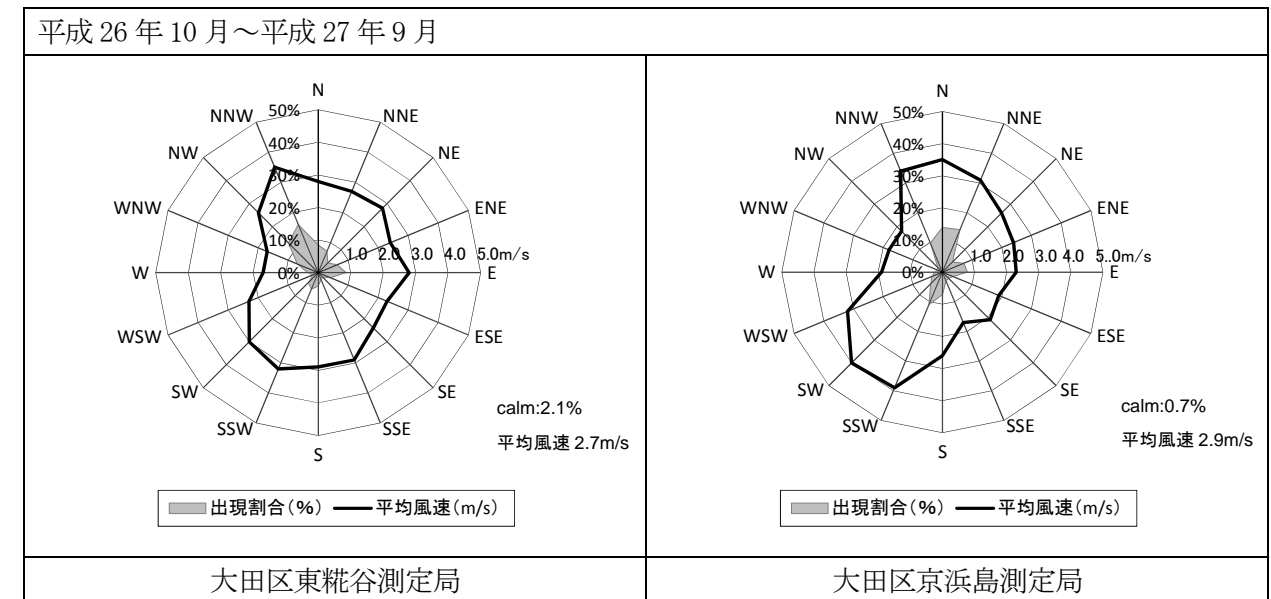 平成 26 年 10 月～平成 27 年 9 月
N
NNE
NE
ENE
E
ESE
SE
SSE
S
SSW
SW
WSW
W
WNW
NW
NNW
50%
40%
30%
20%
10%
0%
1.0 2.0 3.0 4.0 5.0m/s
calm:2.1%
平均風速 2.7m/s
出現割合(%) 平均風速(m/s)
大田区東糀谷測定局
N
NNE
NE
ENE
E
ESE
SE
SSE
S
SSW
SW
WSW
W
WNW
NW
NNW
50%
40%
30%
20%
10%
0%
1.0 2.0 3.0 4.0 5..0m/s
calm:0.7%
平均風速 2.9m/s
出現割合(%) 平均風速(m/s)
大田区京浜島測定局